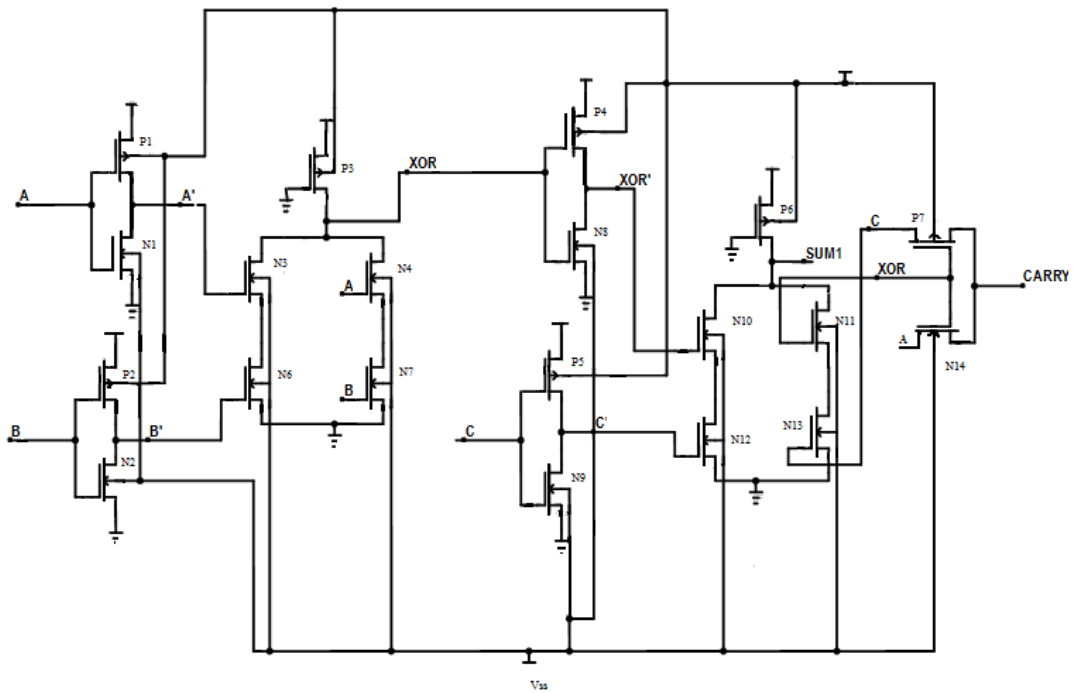 P4
P1
XOR
P3
A
A'
XOR'
P6
C
P7
N1
N8
SUM1
N3
N4
XOR
CARRY
A
N10
N11
A
N14
P5
P2
N6
N7
B
B
B'
C
C'
N12
N13
N2
N9
Vss